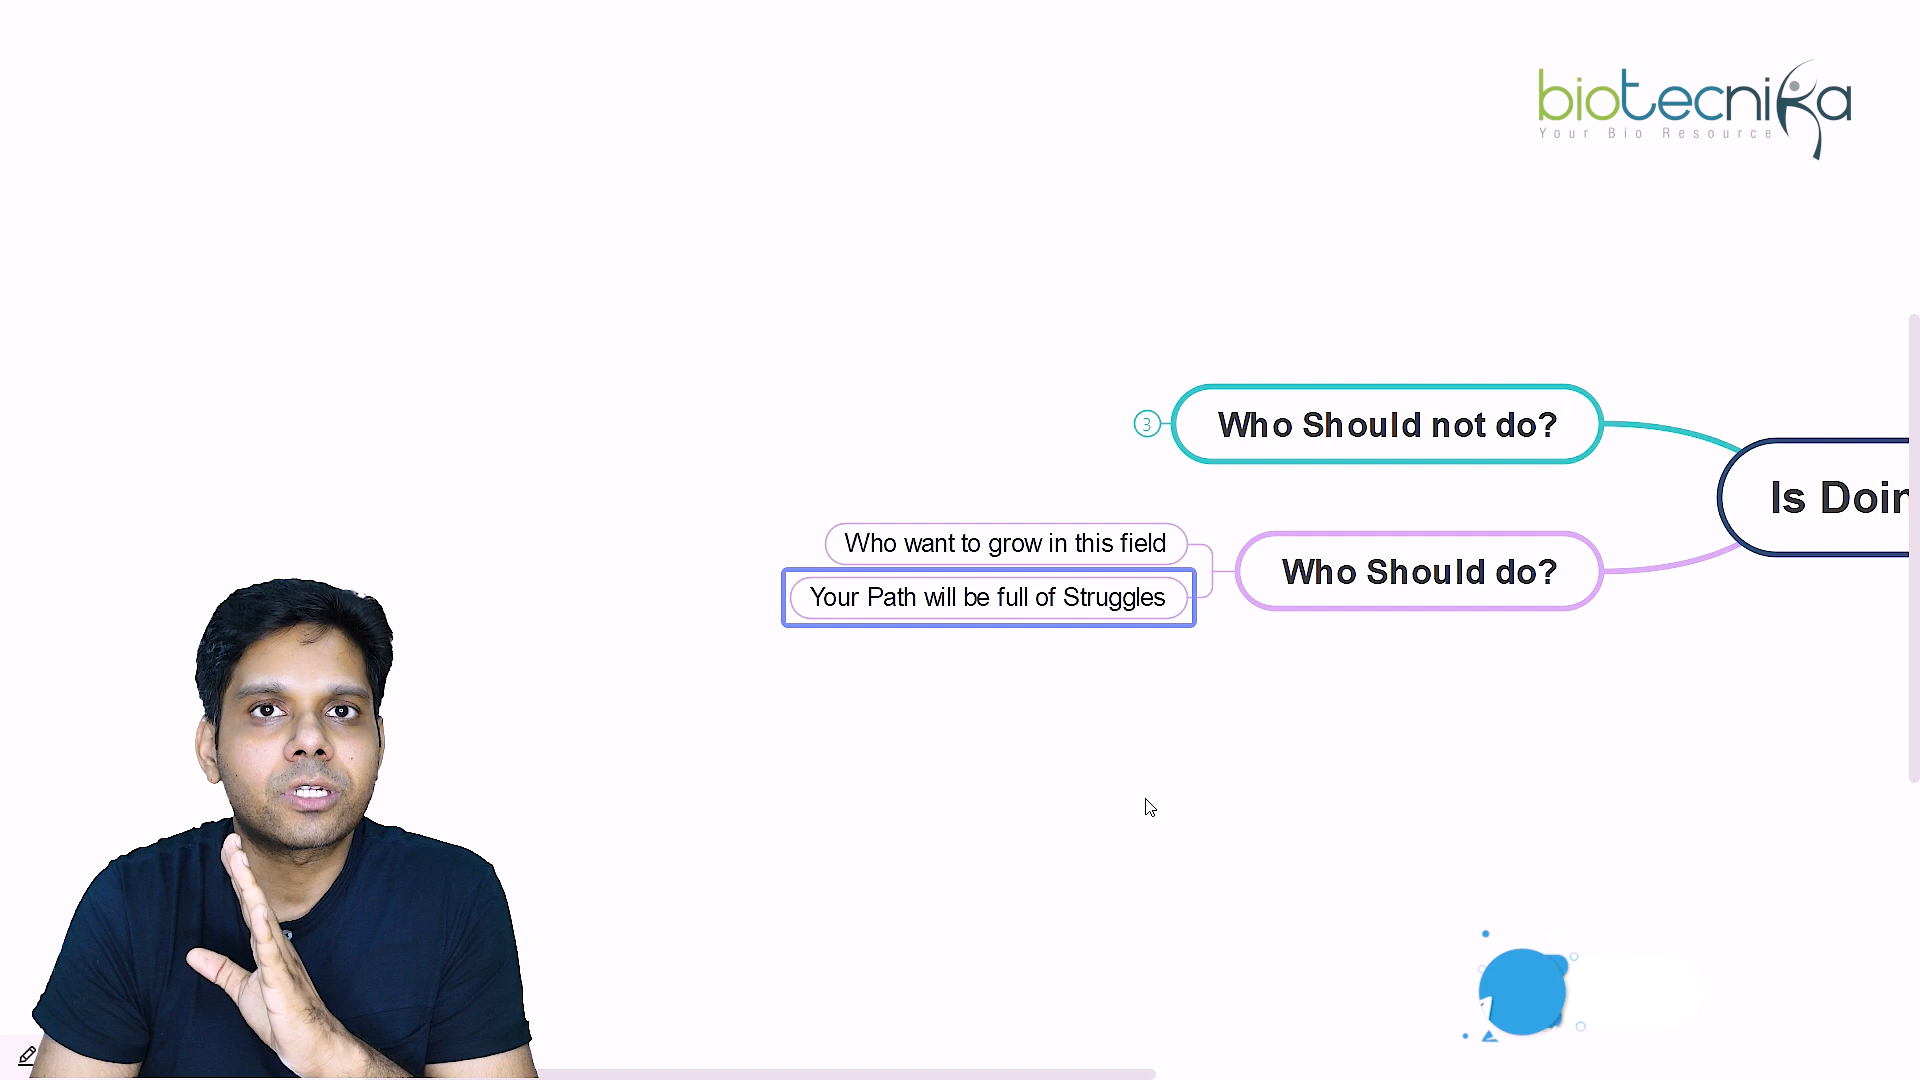 biotecnika
Your Bio Resource
3
Who Should not do?
Is Doin
Who want to grow in this field
Your Path will be full of Struggles
Who Should do?